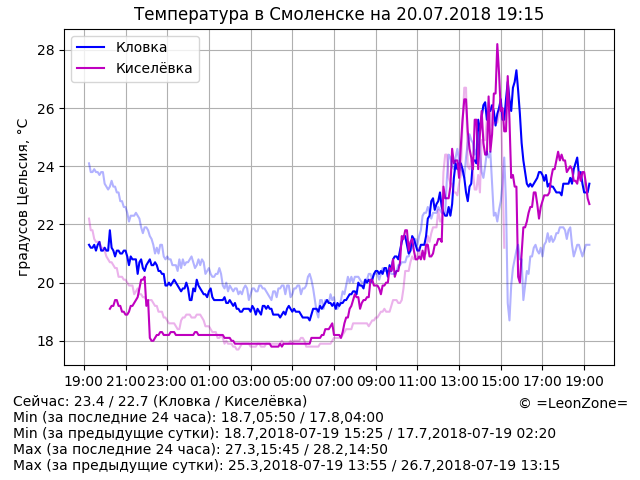 Температура в Смоленске на 20.07.2018 19:15
Кловка
Киселёвка
градусов Цельсия, °C
28
26
24
22
20
18
19:00 21:00 23:00 01:00 03:00 05:00 07:00 09:00 11:00 13:00 15:00 17:00 19:00
Сейчас: 23.4 / 22.7 (Кловка / Киселёвка)
© =LeonZone=
Min (за последние 24 часа): 18.7,05:50 / 17.8,04:00
Min (за предыдущие сутки): 18.7,2018-07-19 15:25 / 17.7,2018-07-19 02:20
Max (за последние 24 часа): 27.3,15:45 / 28.2,14:50
Max (за предыдущие сутки): 25.3,2018-07-19 13:55 / 26.7,2018-07-19 13:15